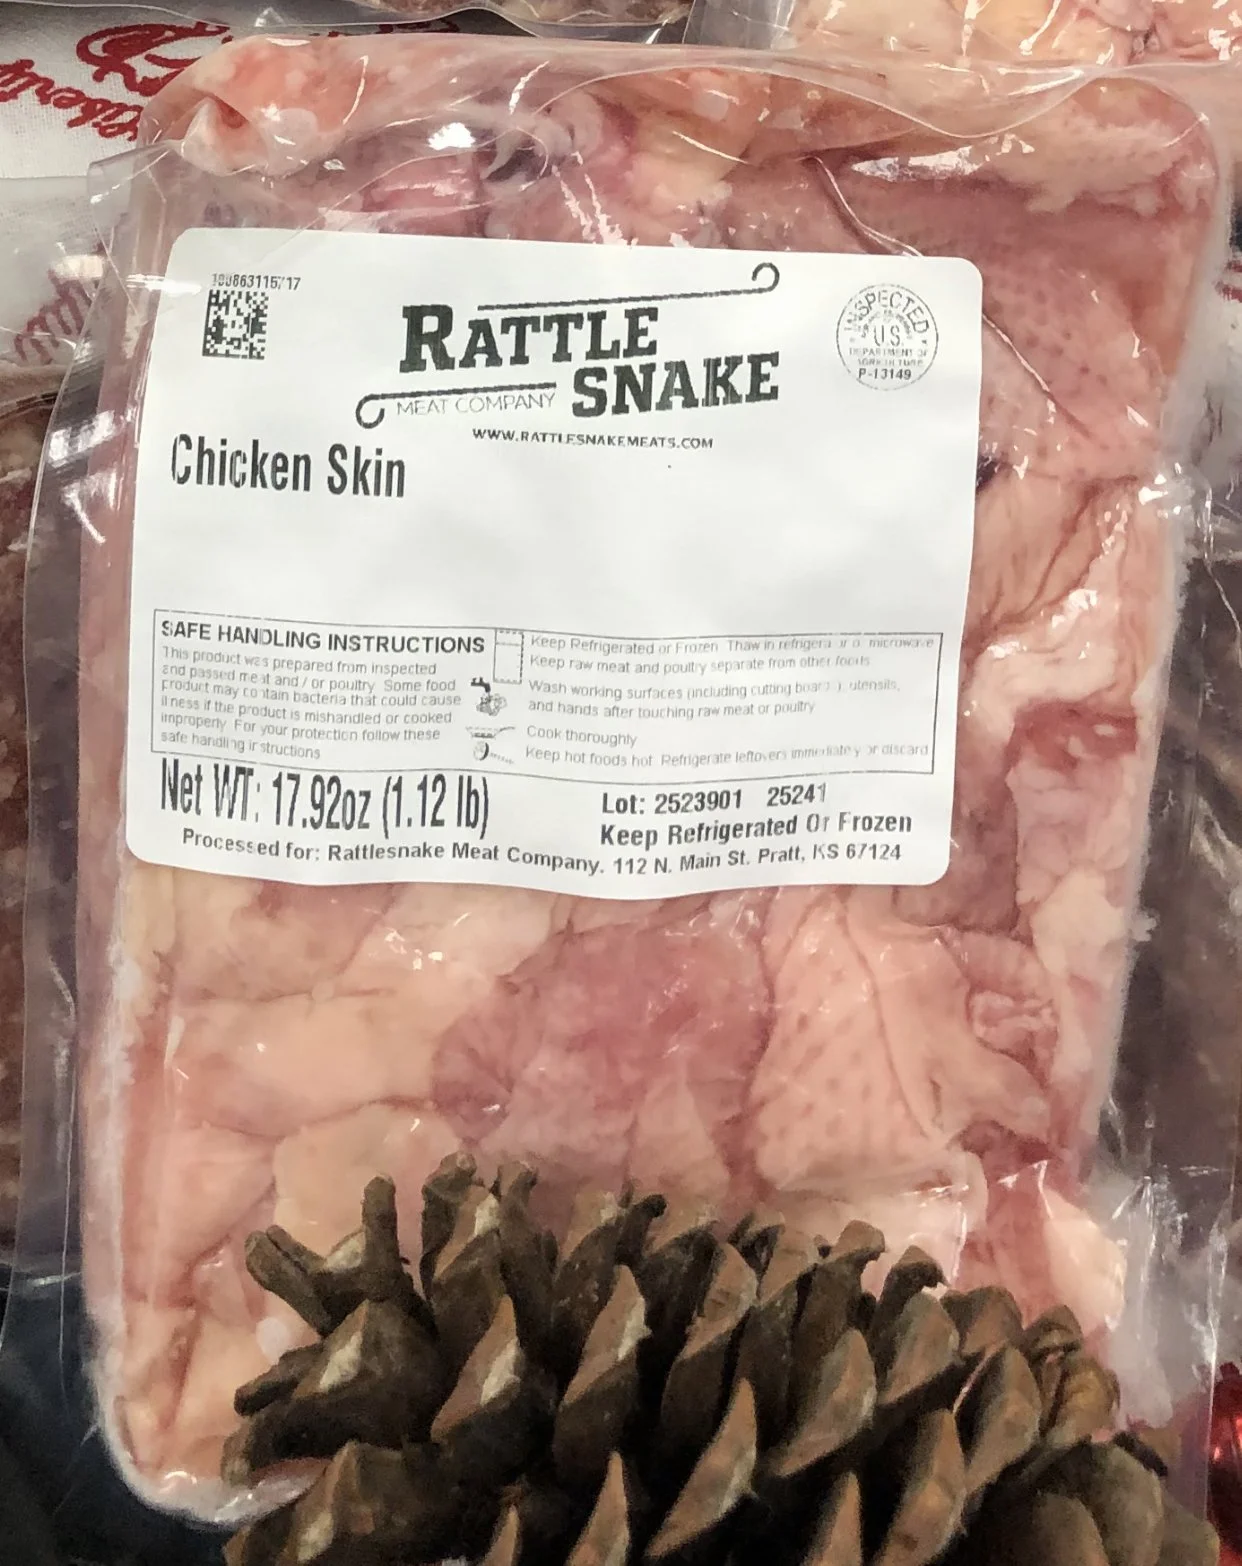 RATTLE
SNAKE
MEAT COMPANY
WWW.RATTLESNAKEMEATS.COM
INSPECTED
U.S.
DEPARTMENT OF
AGRICULTURE
P-13149
Chicken Skin
SAFE HANDLING INSTRUCTIONS
This product was prepared from inspected
and passed meat and / or poultry Some food
product may contain bacteria that could cause
illness if the product is mishandled or cooked
improperly For your protection follow these
safe handling instructions
Keep Refrigerated or Frozen Thaw in refrigerator or microwave
Keep raw meat and poultry separate from other foods
Wash working surfaces (including cutting boards), utensils,
and hands after touching raw meat or poultry
Cook thoroughly
Keep hot foods hot Refrigerate leftovers immediately or discard
Net WT: 17.92oz (1.12 lb)
Lot: 2523901 25241
Keep Refrigerated Or Frozen
Processed for: Rattlesnake Meat Company. 112 N. Main St. Pratt, KS 67124